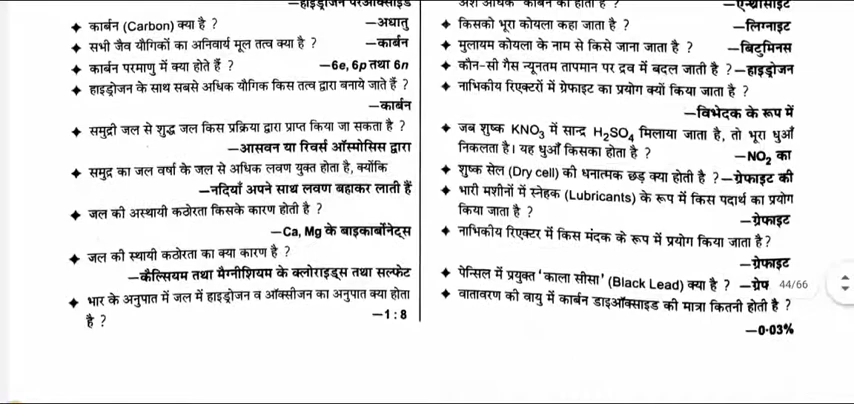 —हाइड्रोजन परऑक्साइड
✦ कार्बन (Carbon) क्या है ? —अधातु
✦ सभी जैव यौगिकों का अनिवार्य मूल तत्व क्या है ? —कार्बन
✦ कार्बन परमाणु में क्या होते हैं ? —6e, 6p तथा 6n
✦ हाइड्रोजन के साथ सबसे अधिक यौगिक किस तत्व द्वारा बनाये जाते हैं ?
—कार्बन
✦ समुद्री जल से शुद्ध जल किस प्रक्रिया द्वारा प्राप्त किया जा सकता है ?
—आसवन या रिवर्स ऑस्मोसिस द्वारा
✦ समुद्र का जल वर्षा के जल से अधिक लवण युक्त होता है, क्योंकि
—नदियाँ अपने साथ लवण बहाकर लाती हैं
✦ जल की अस्थायी कठोरता किसके कारण होती है ?
—Ca, Mg के बाइकार्बोनेट्स
✦ जल की स्थायी कठोरता का क्या कारण है ?
—कैल्सियम तथा मैग्नीशियम के क्लोराइड्स तथा सल्फेट
✦ भार के अनुपात में जल में हाइड्रोजन व ऑक्सीजन का अनुपात क्या होता
है ? —1 : 8
—एन्थ्रासाइट
✦ किसको भूरा कोयला कहा जाता है ? —लिग्नाइट
✦ मुलायम कोयला के नाम से किसे जाना जाता है ? —बिटुमिनस
✦ कौन-सी गैस न्यूनतम तापमान पर द्रव में बदल जाती है ? —हाइड्रोजन
✦ नाभिकीय रिएक्टरों में ग्रेफाइट का प्रयोग क्यों किया जाता है ?
—विभेदक के रूप में
✦ जब शुष्क KNO₃ में सान्द्र H₂SO₄ मिलाया जाता है, तो भूरा धुआँ
निकलता है। यह धुआँ किसका होता है ? —NO₂ का
✦ शुष्क सेल (Dry cell) की धनात्मक छड़ क्या होती है ? —ग्रेफाइट की
✦ भारी मशीनों में स्नेहक (Lubricants) के रूप में किस पदार्थ का प्रयोग
किया जाता है ? —ग्रेफाइट
✦ नाभिकीय रिएक्टर में किस मंदक के रूप में प्रयोग किया जाता है ?
—ग्रेफाइट
✦ पेन्सिल में प्रयुक्त ‘काला सीसा’ (Black Lead) क्या है ? —ग्रेफ 44/66
✦ वातावरण की वायु में कार्बन डाइऑक्साइड की मात्रा कितनी होती है ?
—0·03%